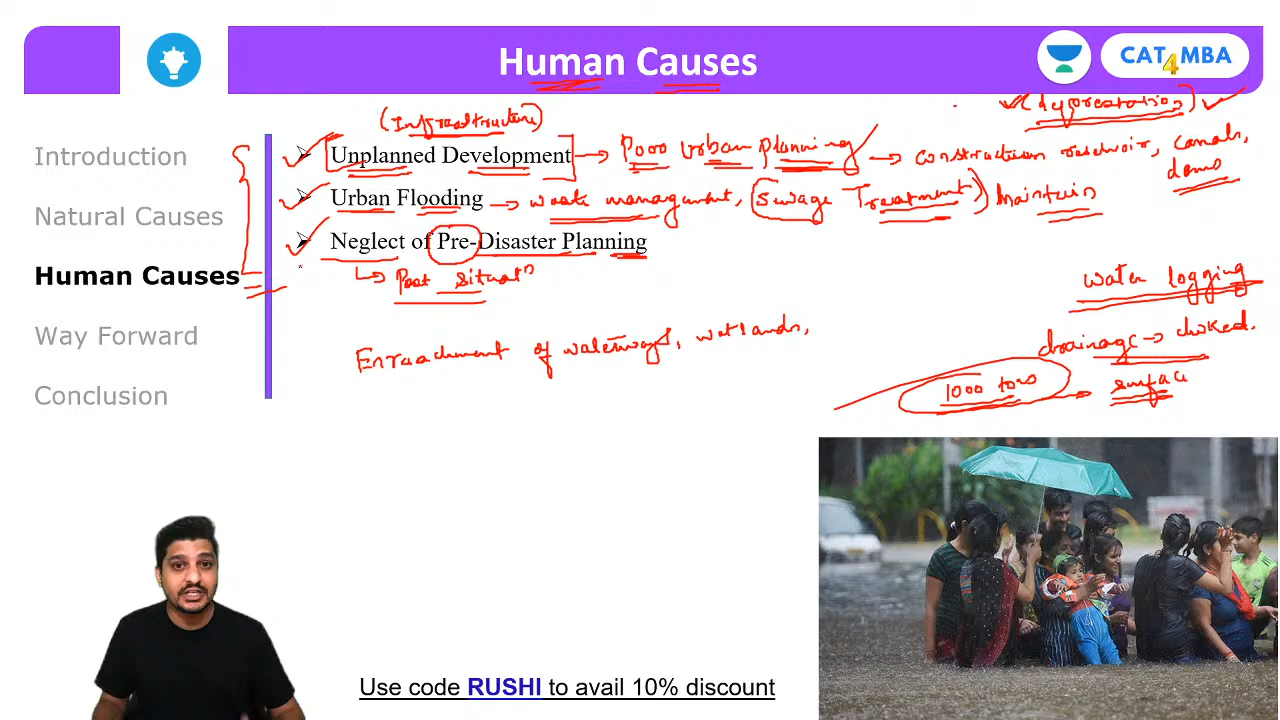 Human Causes
CAT4MBA
(deforestation)
(Infrastructure)
Introduction
Natural Causes
Human Causes
Way Forward
Conclusion
Unplanned Development → Poor Urban planning → construction reservoir, canals, dams
Urban Flooding → waste management, (Sewage Treatment) Maintain
Neglect of Pre-Disaster Planning
Post situatn
water logging
Encroachment of waterways, wetlands,
drainage → choked.
1000 tons → surface
Use code RUSHI to avail 10% discount